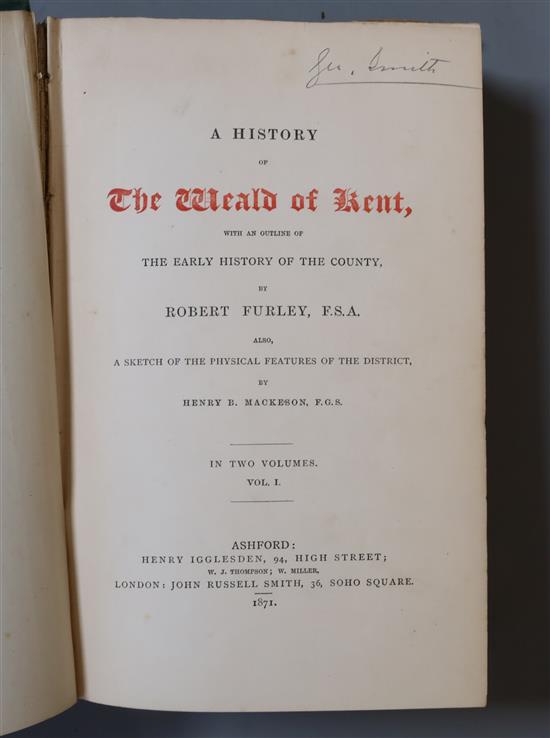 Geo. Smith
A HISTORY
OF
The Weald of Kent,
WITH AN OUTLINE OF
THE EARLY HISTORY OF THE COUNTY,
BY
ROBERT FURLEY, F.S.A.
ALSO,
A SKETCH OF THE PHYSICAL FEATURES OF THE DISTRICT,
BY
HENRY B. MACKESON, F.G.S.
IN TWO VOLUMES.
VOL. I.
ASHFORD:
HENRY IGGLESDEN, 94, HIGH STREET;
W. J. THOMPSON; W. MILLER.
LONDON: JOHN RUSSELL SMITH, 36, SOHO SQUARE.
1871.